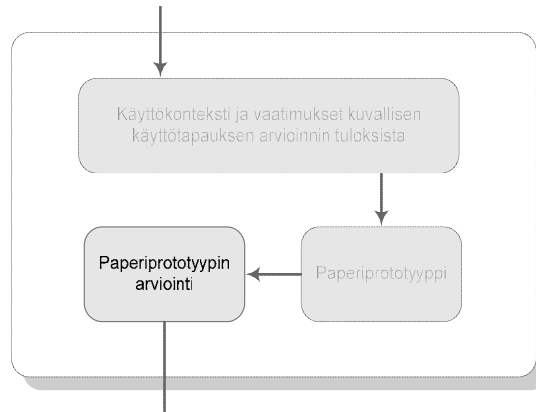 Käyttökonteksti ja vaatimukset kuvallisen
käyttötapauksen arvioinnin tuloksista
Paperiprototyypin
arviointi
Paperiprototyyppi